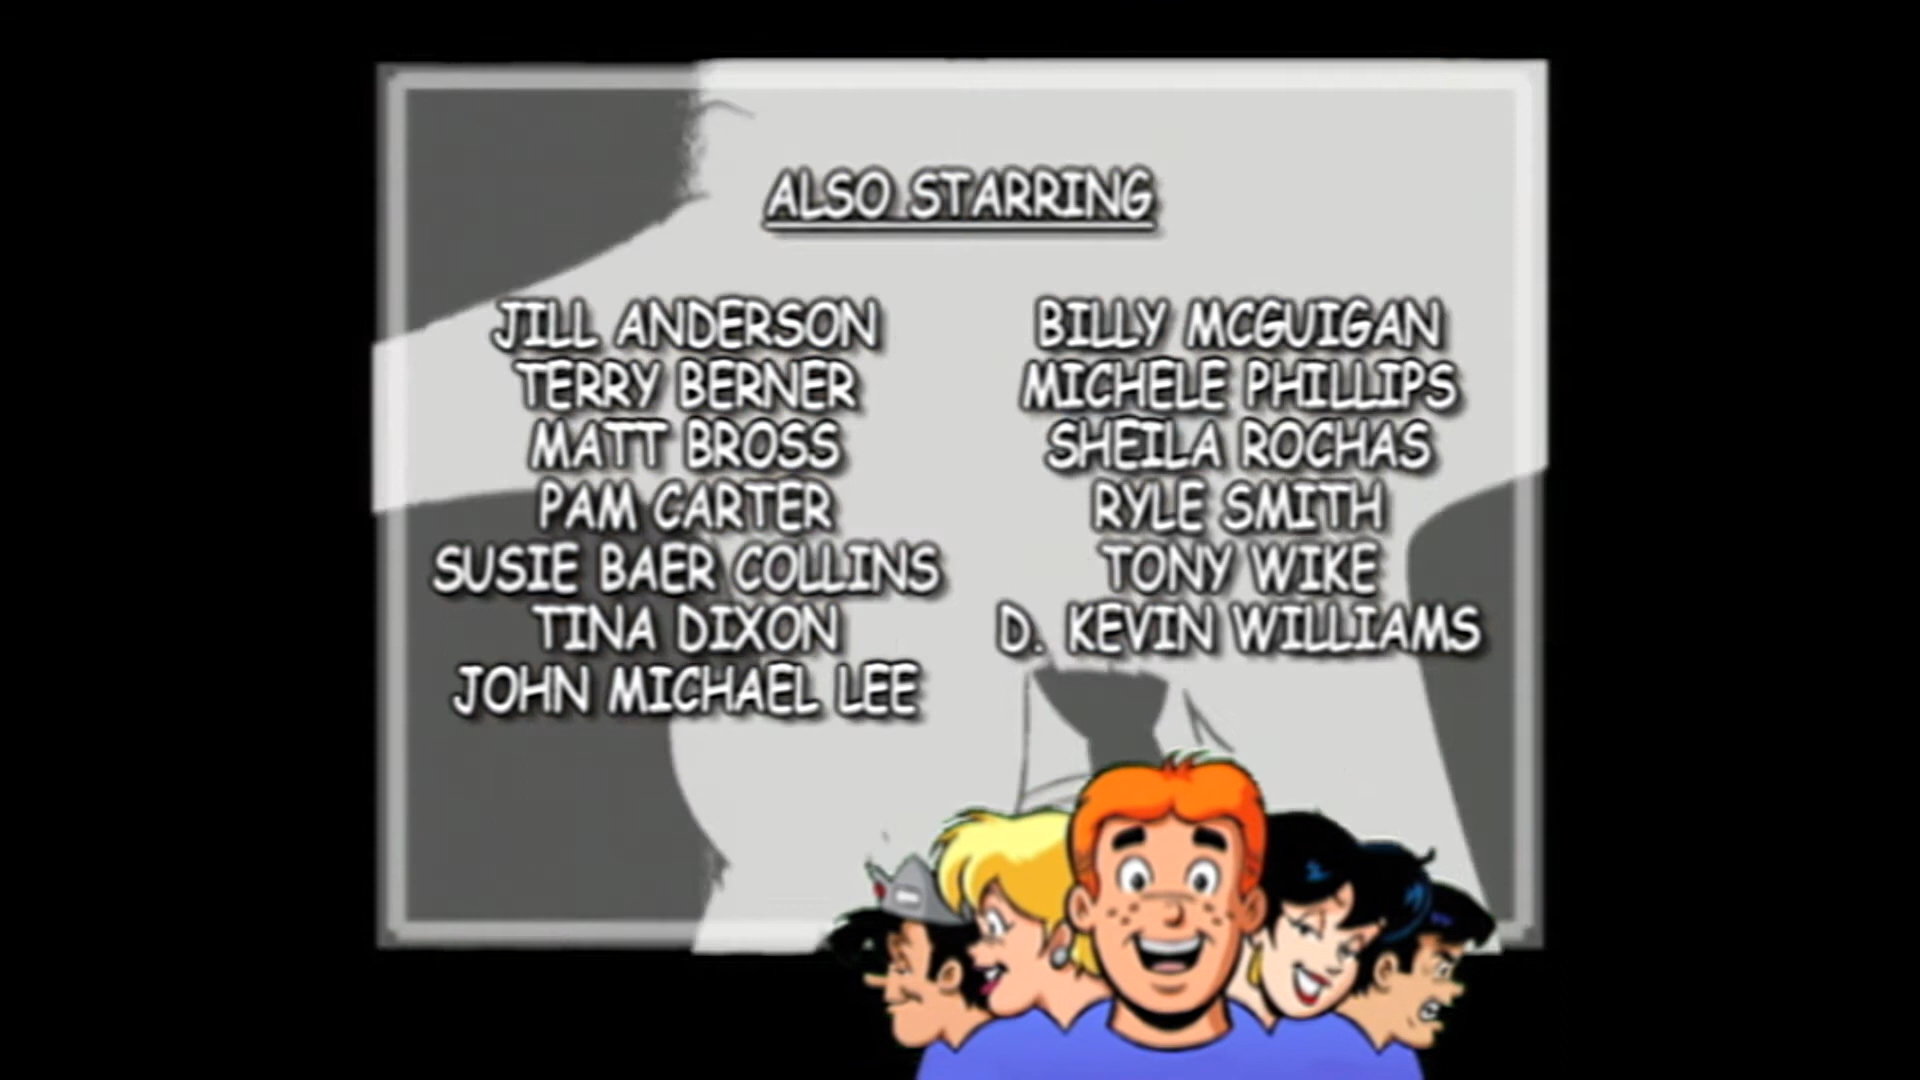 ALSO STARRING
JILL ANDERSON
TERRY BERNER
MATT BROSS
PAM CARTER
SUSIE BAER COLLINS
TINA DIXON
JOHN MICHAEL LEE
BILLY MCGUIGAN
MICHELE PHILLIPS
SHEILA ROCHAS
RYLE SMITH
TONY WIKE
D. KEVIN WILLIAMS